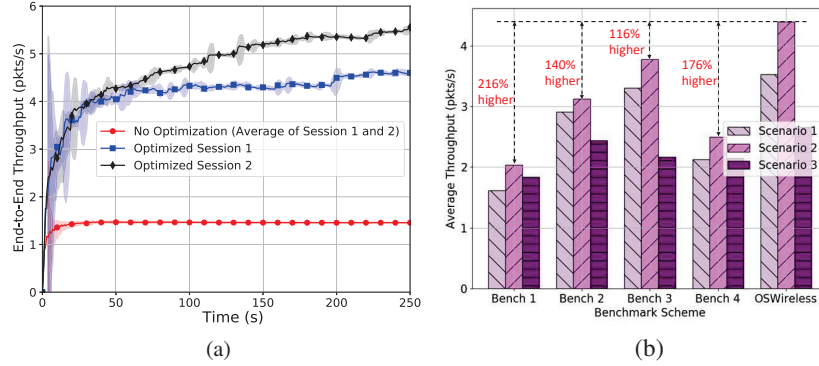 6
5
4
3
2
1
0
0
50
100
150
200
250
End-to-End Throughput (pkts/s)
Time (s)
No Optimization (Average of Session 1 and 2)
Optimized Session 1
Optimized Session 2
(a)
4
3
2
1
0
Average Throughput (pkts/s)
216%
higher
140%
higher
116%
higher
176%
higher
Scenario 1
Scenario 2
Scenario 3
Bench 1
Bench 2
Bench 3
Bench 4
OSWireless
Benchmark Scheme
(b)